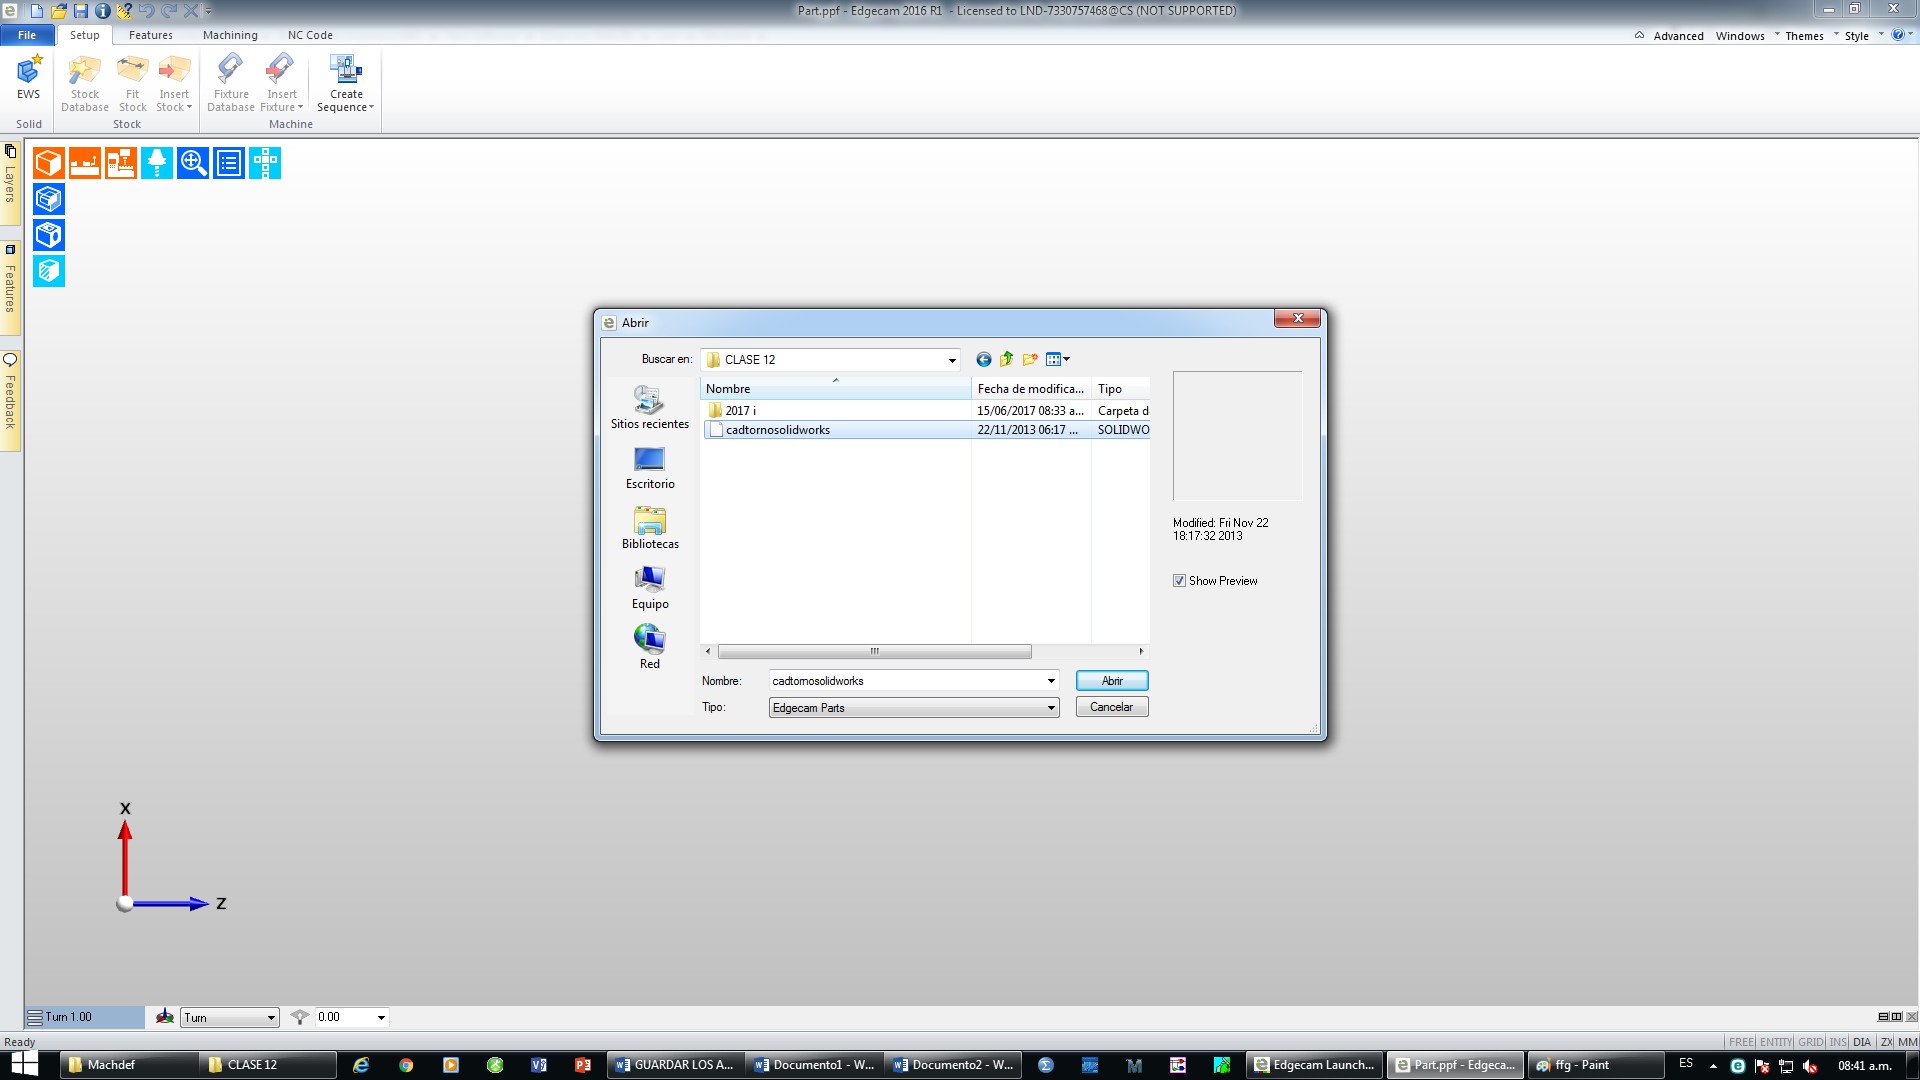 Part.ppf - Edgecam 2016 R1 - Licensed to LND-7330757468@CS (NOT SUPPORTED)
File Setup Features Machining NC Code
Advanced Windows Themes Style
EWS
Stock Database
Fit Stock
Insert Stock
Fixture Database
Insert Fixture
Create Sequence
Solid Stock Machine
Layers
Features
Feedback
Abrir
Buscar en: CLASE 12
Nombre Fecha de modifica... Tipo
2017 i 15/06/2017 08:33 a... Carpeta d
cadtornosolidworks 22/11/2013 06:17 ... SOLIDWO
Sitios recientes
Escritorio
Bibliotecas
Equipo
Red
Modified: Fri Nov 22
18:17:32 2013
Show Preview
Nombre: cadtornosolidworks Abrir
Tipo: Edgecam Parts Cancelar
X
Z
Turn 1.00 Turn 0.00
Ready FREE ENTITY GRID INS DIA ZX MM
Machdef CLASE 12 GUARDAR LOS A... Documento1 - W... Documento2 - W... Edgecam Launch... Part.ppf - Edgeca... ffg - Paint ES 08:41 a.m.